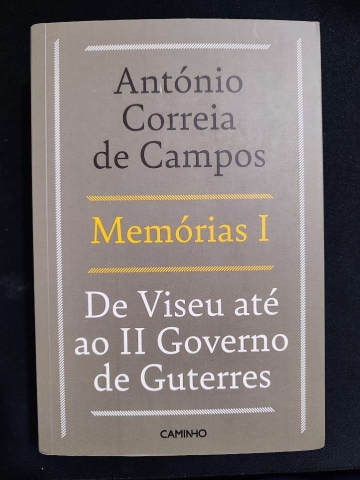 António
Correia
de Campos
Memórias I
De Viseu até
ao II Governo
de Guterres
CAMINHO